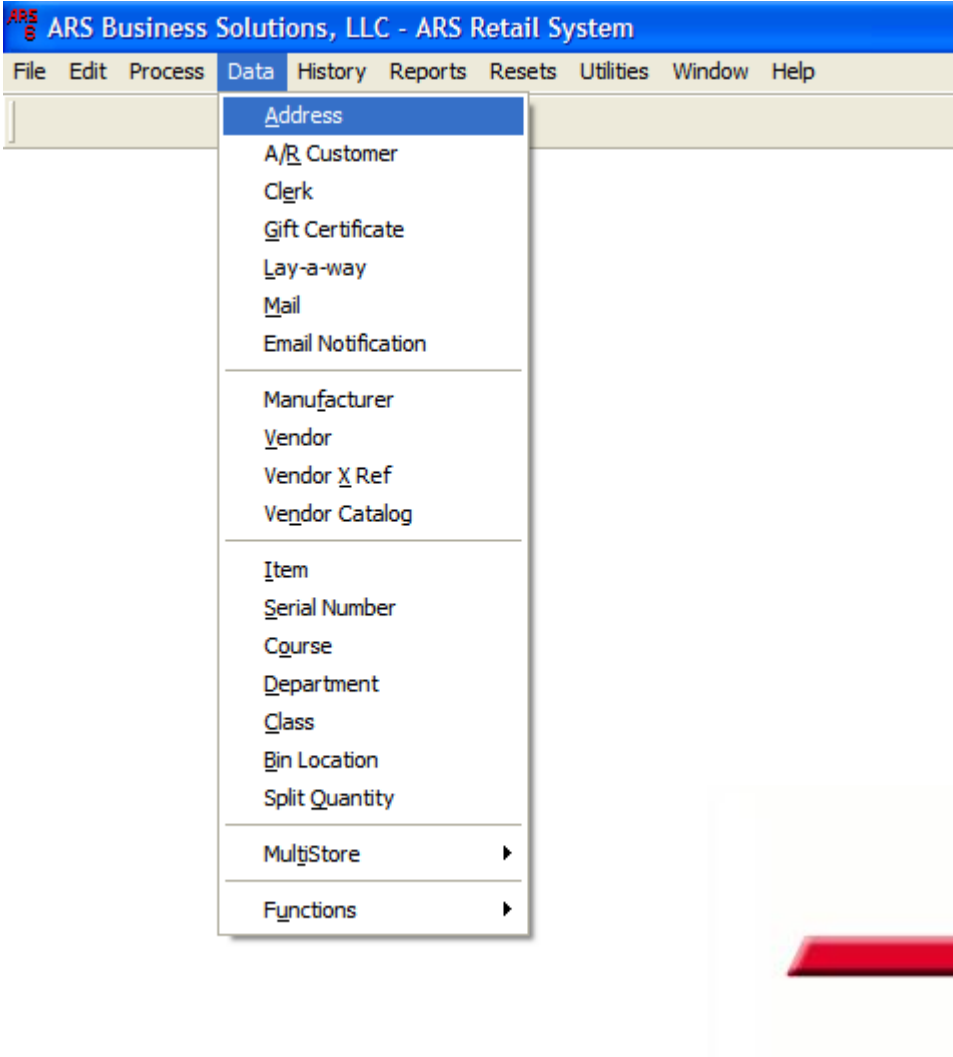 ARS
S
ARS Business Solutions, LLC - ARS Retail System
File Edit Process Data History Reports Resets Utilities Window Help
Address
A/R Customer
Clerk
Gift Certificate
Lay-a-way
Mail
Email Notification
Manufacturer
Vendor
Vendor X Ref
Vendor Catalog
Item
Serial Number
Course
Department
Class
Bin Location
Split Quantity
MultiStore
Functions